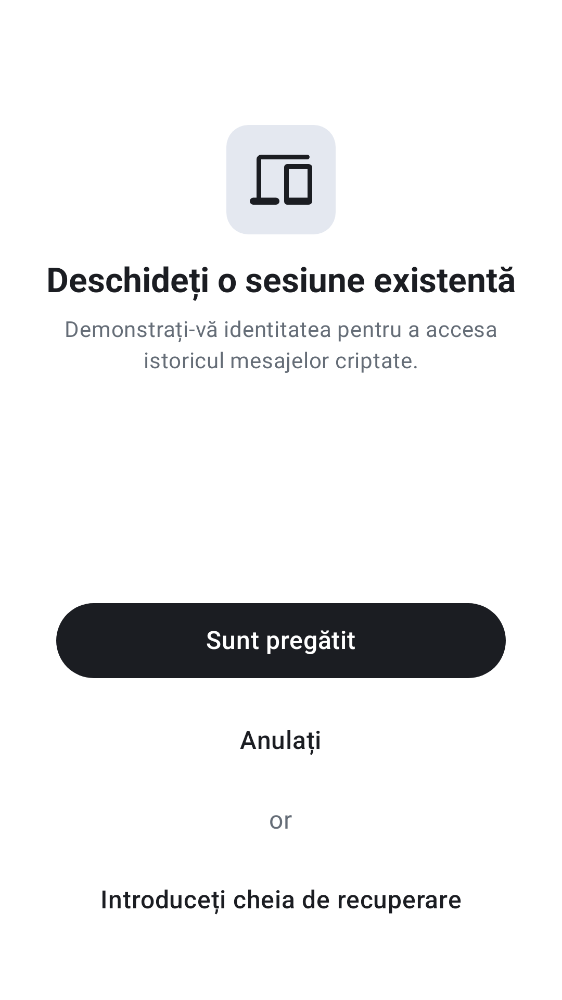 Deschideți o sesiune existentă
Demonstrați-vă identitatea pentru a accesa
istoricul mesajelor criptate.
Sunt pregătit
Anulați
or
Introduceți cheia de recuperare